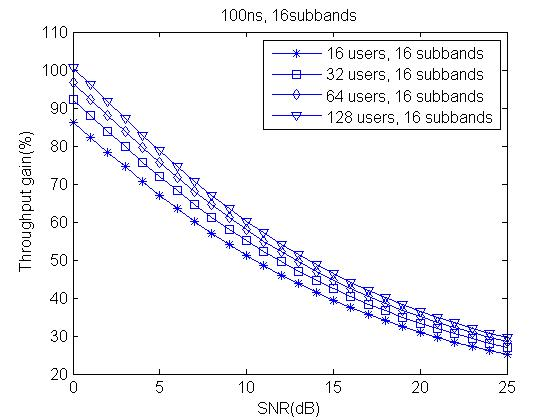 100ns, 16subbands
110
100
90
80
70
60
50
40
30
20
Throughput gain(%)
16 users, 16 subbands
32 users, 16 subbands
64 users, 16 subbands
128 users, 16 subbands
0 5 10 15 20 25
SNR(dB)